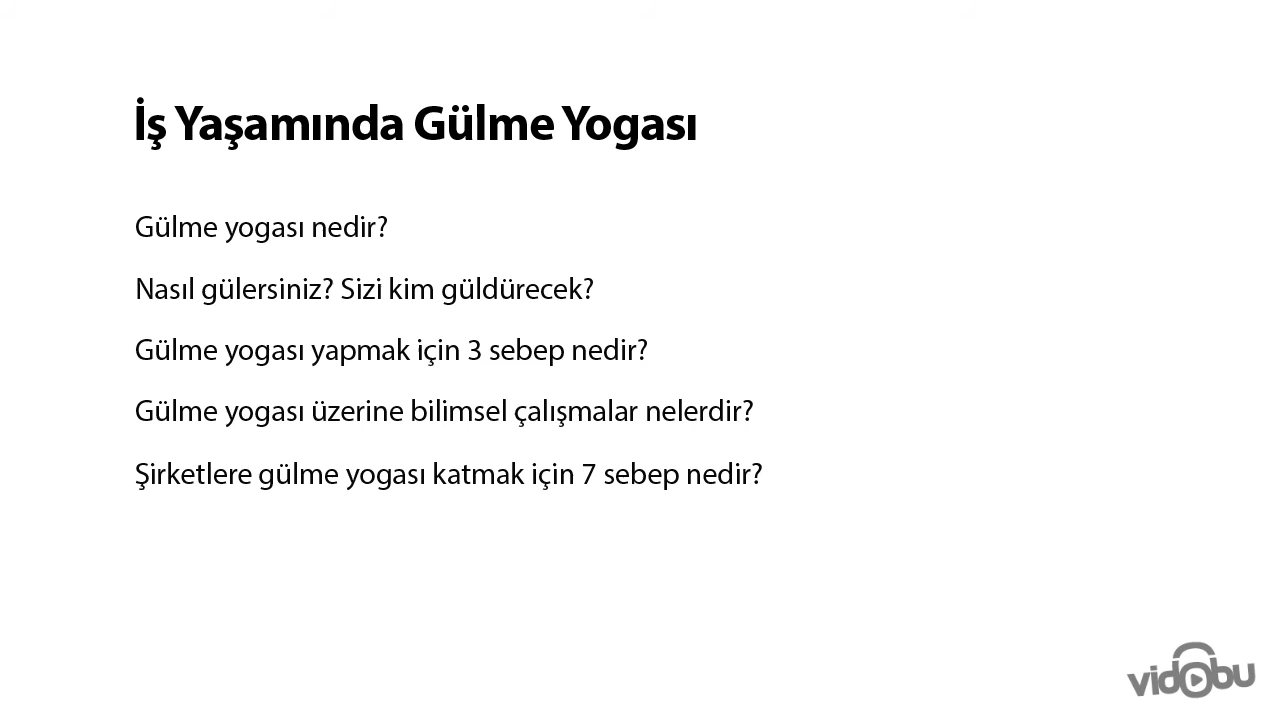 İş Yaşamında Gülme Yogası
Gülme yogası nedir?
Nasıl gülersiniz? Sizi kim güldürecek?
Gülme yogası yapmak için 3 sebep nedir?
Gülme yogası üzerine bilimsel çalışmalar nelerdir?
Şirketlere gülme yogası katmak için 7 sebep nedir?
vidobu